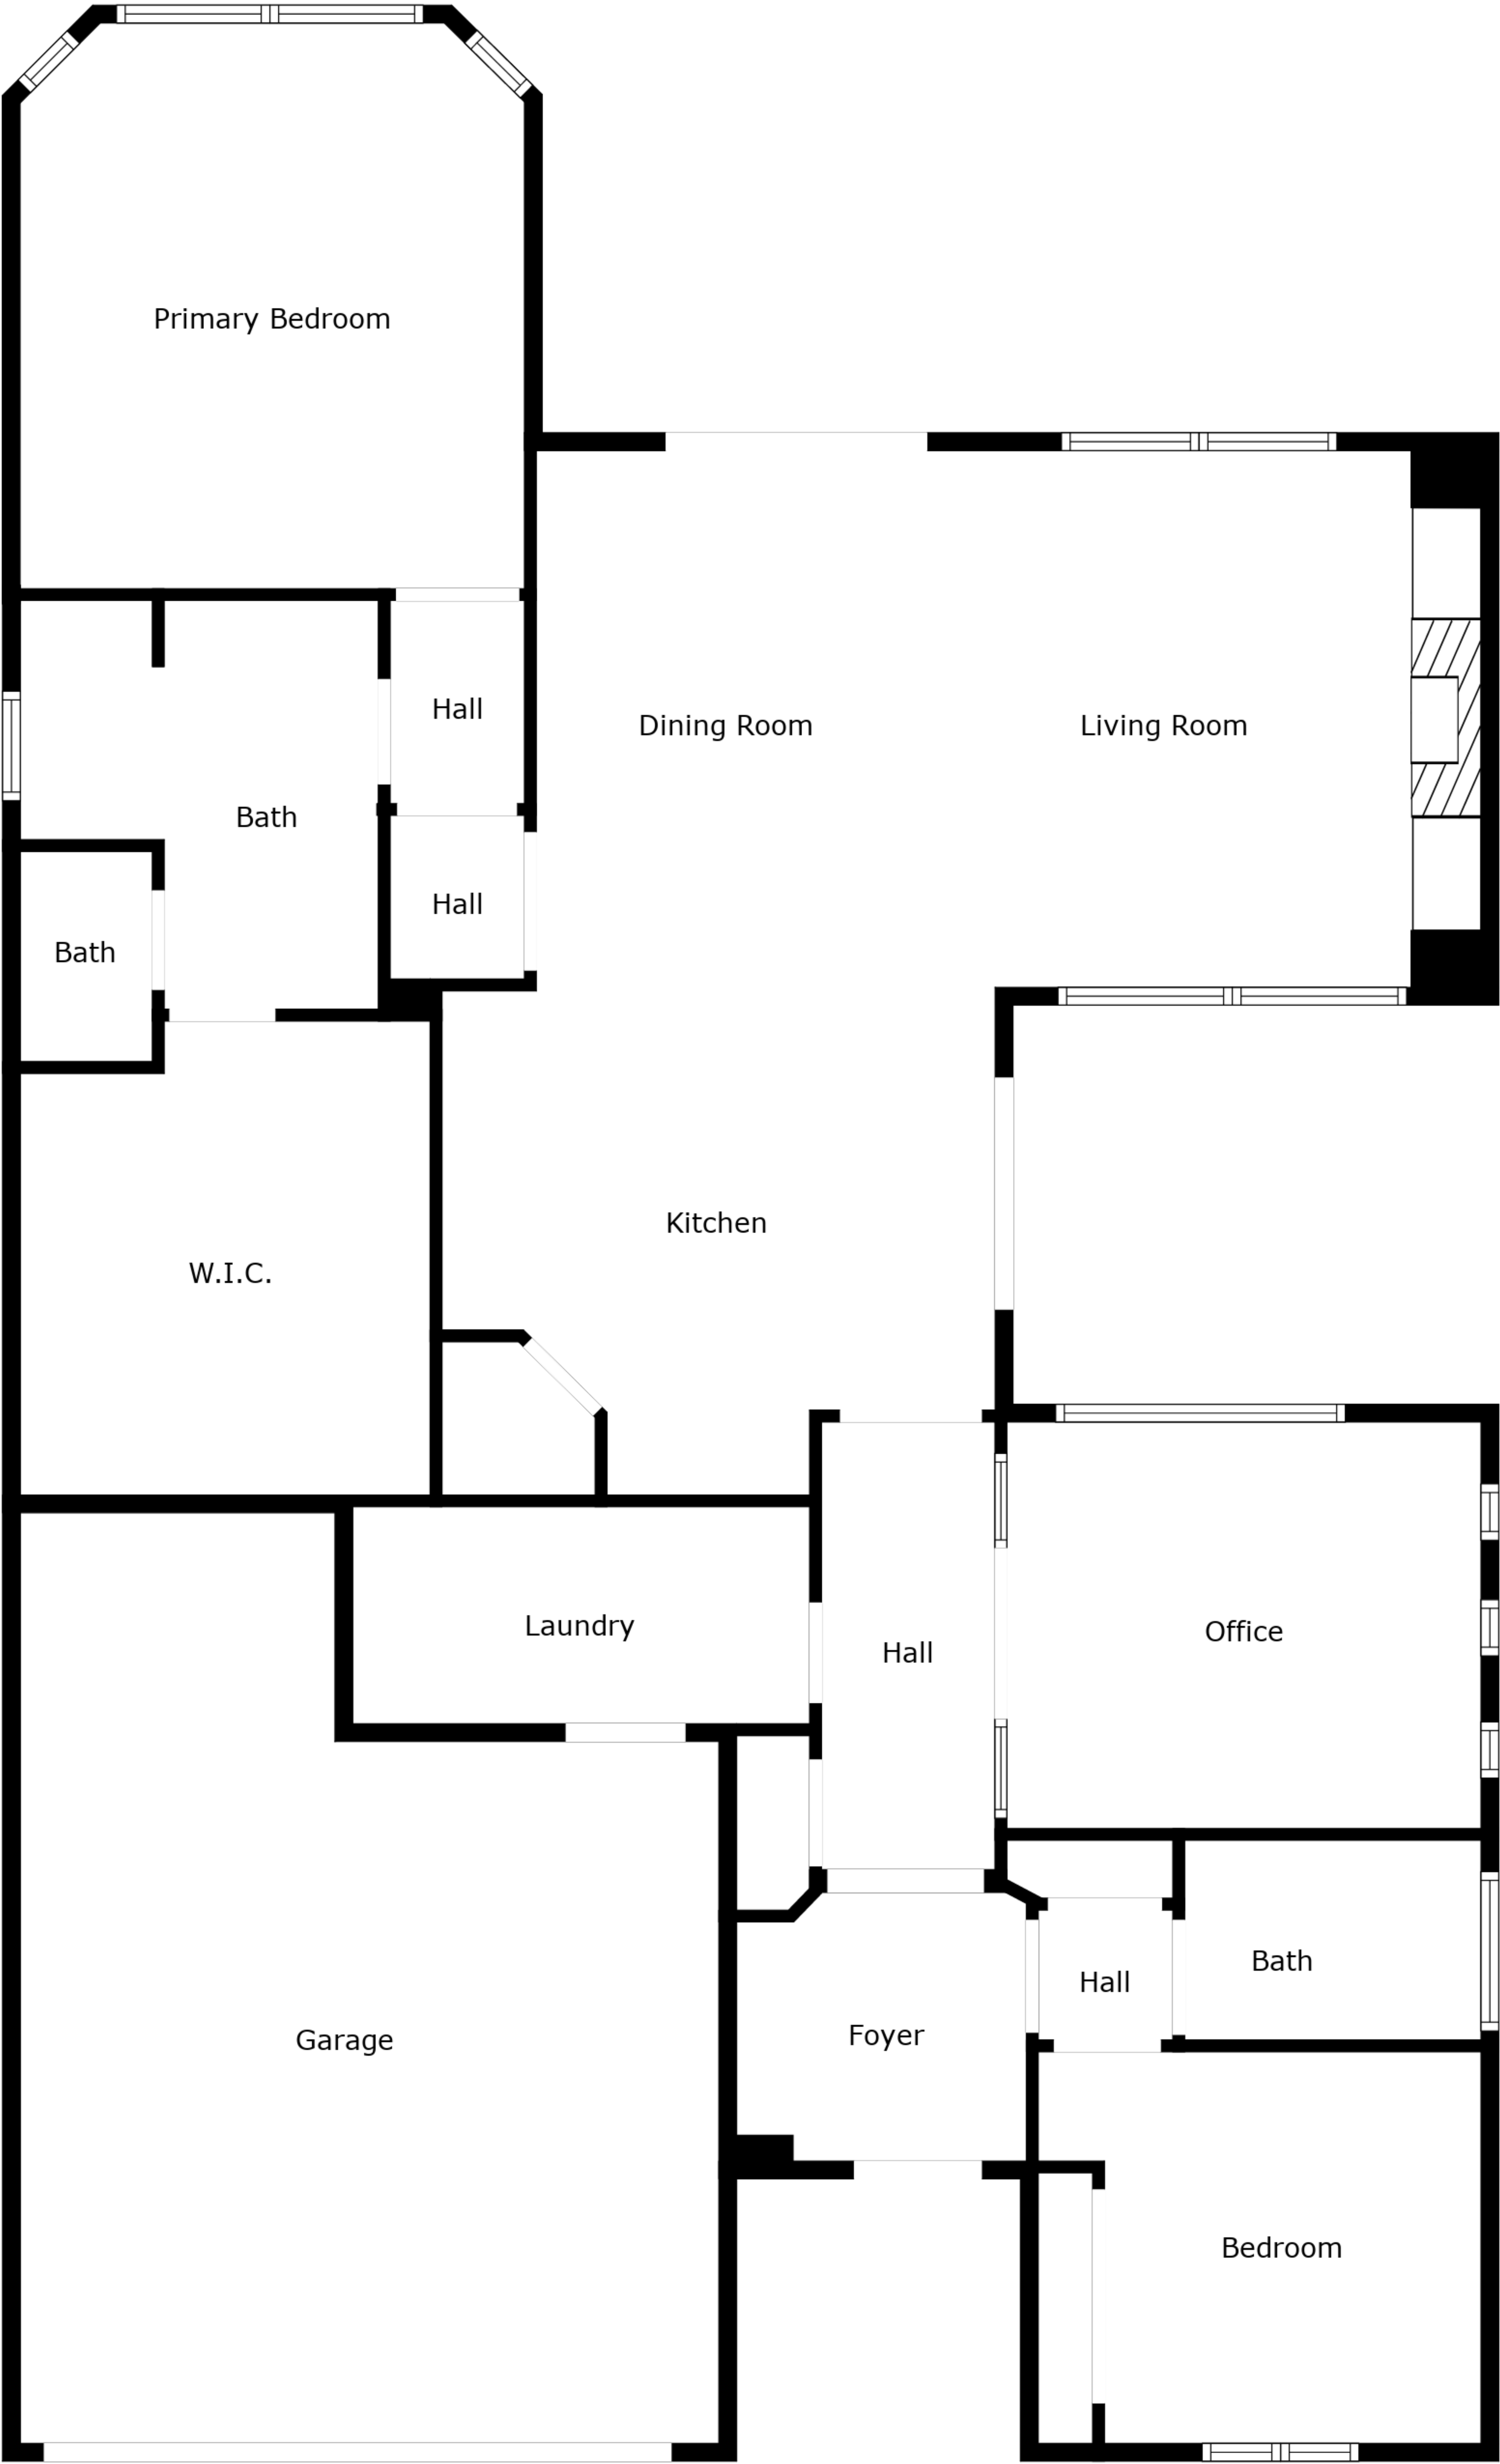 Primary Bedroom
Hall
Dining Room
Living Room
Bath
Hall
Bath
Kitchen
W.I.C.
Laundry
Office
Hall
Bath
Hall
Foyer
Garage
Bedroom